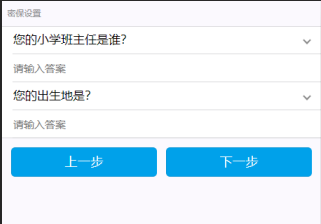 密保设置
您的小学班主任是谁?
请输入答案
您的出生地是?
请输入答案
上一步
下一步